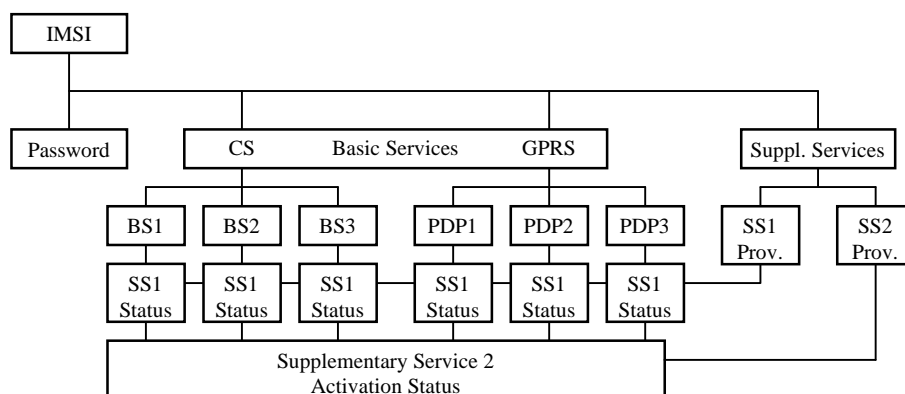 IMSI
Password
CS Basic Services GPRS
Suppl. Services
BS1 BS2 BS3 PDP1 PDP2 PDP3
SS1
Prov.
SS2
Prov.
SS1
Status
SS1
Status
SS1
Status
SS1
Status
SS1
Status
SS1
Status
Supplementary Service 2
Activation Status